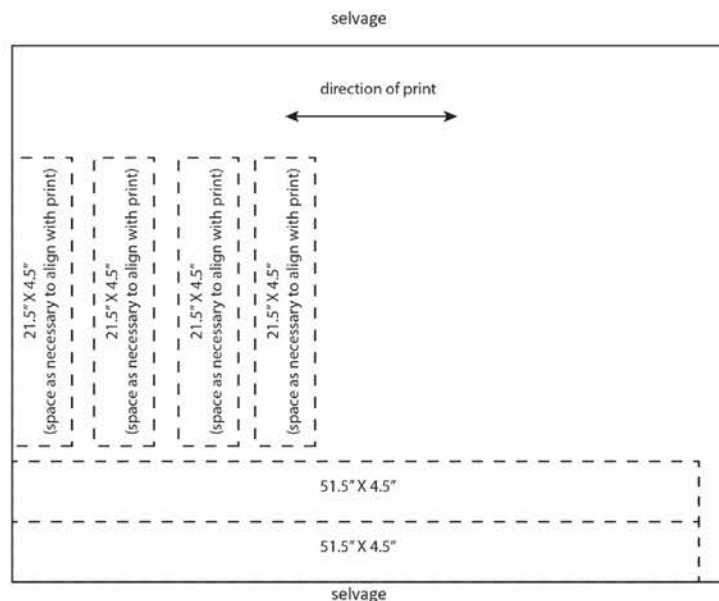 selvage
direction of print
21.5" X 4.5"
(space as necessary to align with print)
21.5" X 4.5"
(space as necessary to align with print)
21.5" X 4.5"
(space as necessary to align with print)
21.5" X 4.5"
(space as necessary to align with print)
51.5" X 4.5"
51.5" X 4.5"
selvage